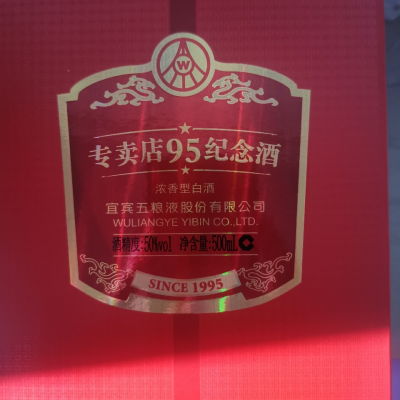 W
专卖店95纪念酒
浓香型白酒
宜宾五粮液股份有限公司
WULIANGYE YIBIN CO.,LTD.
酒精度:50%vol 净含量:500mL
SINCE 1995